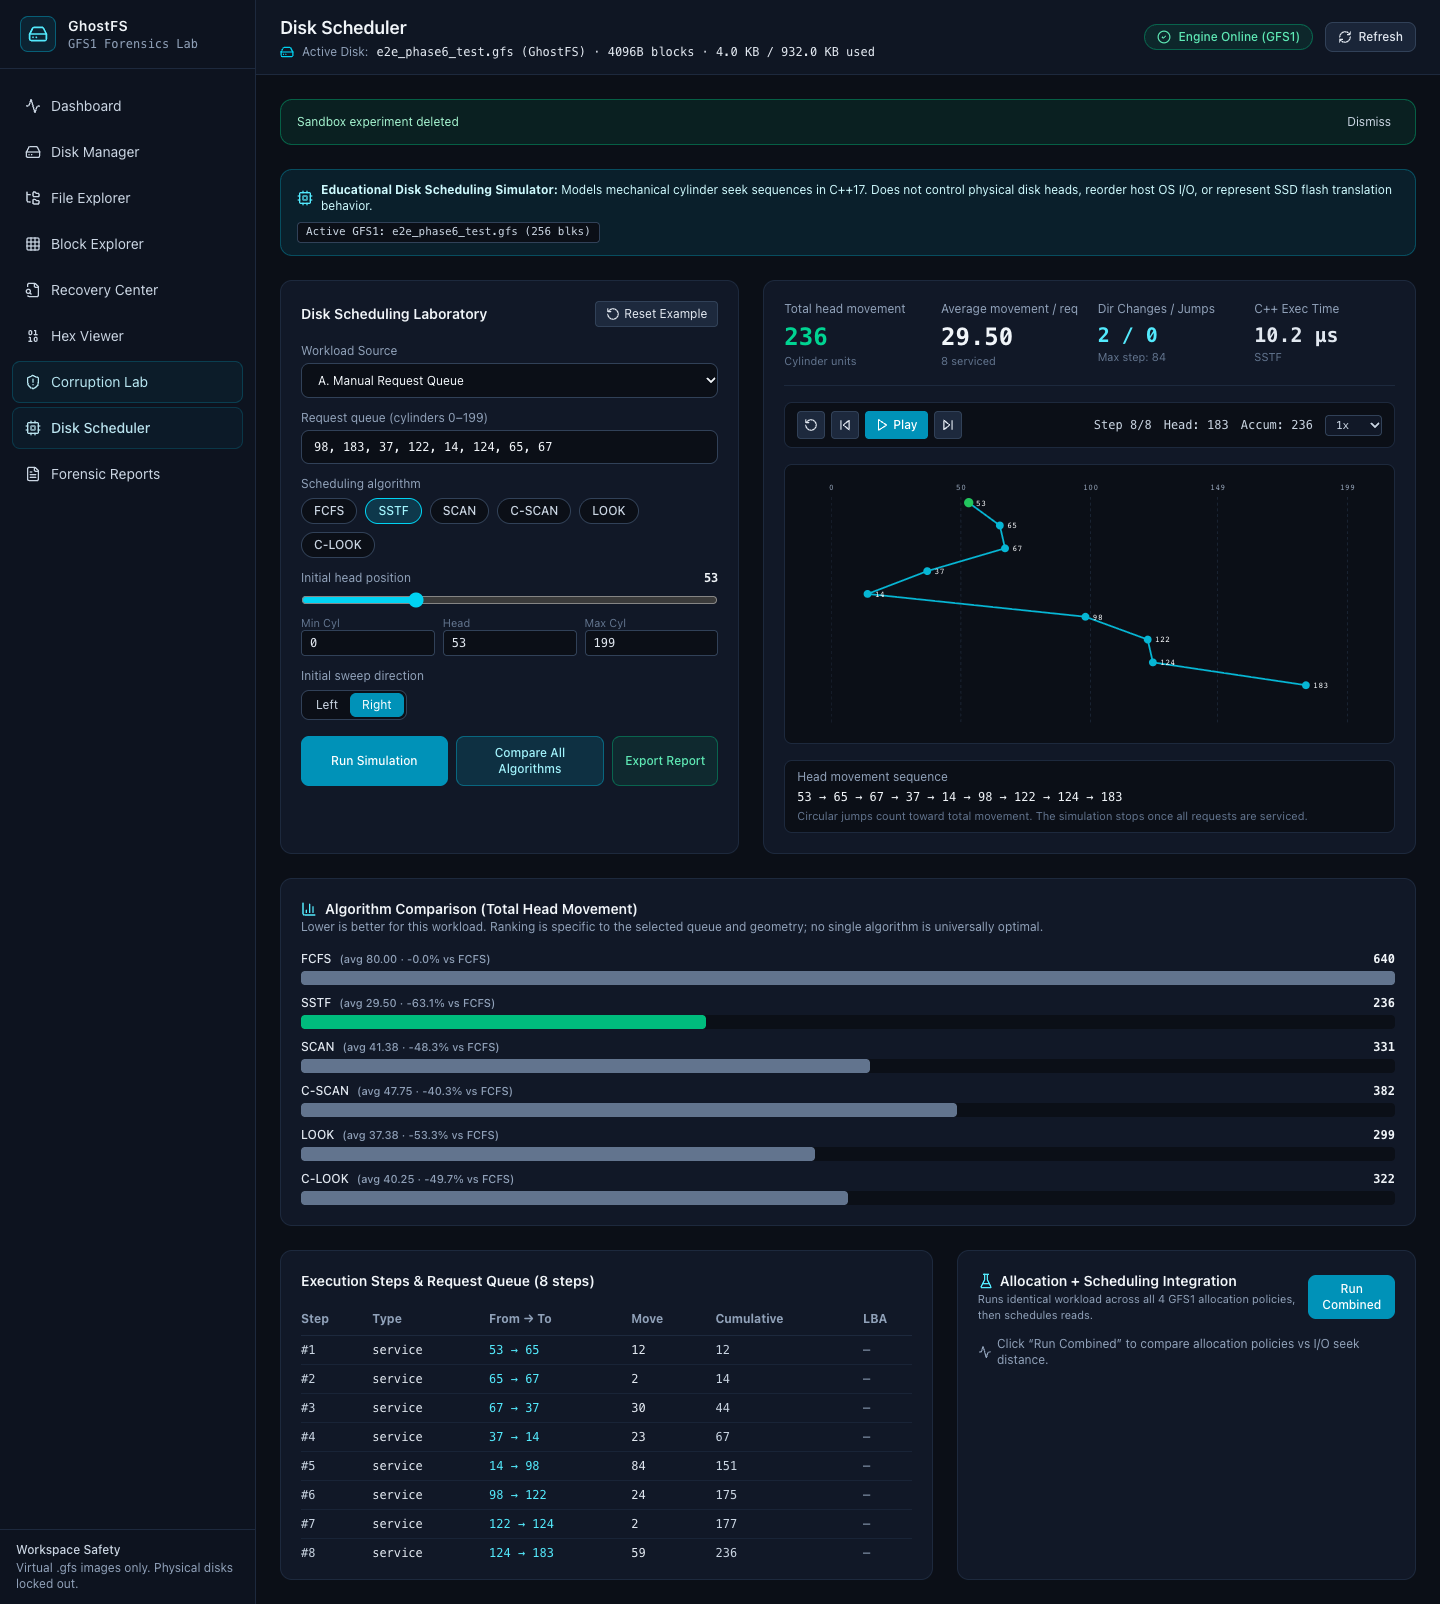 GhostFS
GFS1 Forensics Lab
Dashboard
Disk Manager
File Explorer
Block Explorer
Recovery Center
Hex Viewer
Corruption Lab
Disk Scheduler
Forensic Reports
Workspace Safety
Virtual .gfs images only. Physical disks
locked out.
Disk Scheduler
Active Disk: e2e_phase6_test.gfs (GhostFS) · 4096B blocks · 4.0 KB / 932.0 KB used
Engine Online (GFS1)
Refresh
Sandbox experiment deleted
Dismiss
Educational Disk Scheduling Simulator: Models mechanical cylinder seek sequences in C++17. Does not control physical disk heads, reorder host OS I/O, or represent SSD flash translation
behavior.
Active GFS1: e2e_phase6_test.gfs (256 blks)
Disk Scheduling Laboratory
Reset Example
Workload Source
A. Manual Request Queue
Request queue (cylinders 0–199)
98, 183, 37, 122, 14, 124, 65, 67
Scheduling algorithm
FCFS SSTF SCAN C-SCAN LOOK
C-LOOK
Initial head position 53
Min Cyl Head Max Cyl
0 53 199
Initial sweep direction
Left Right
Run Simulation
Compare All
Algorithms
Export Report
Total head movement
236
Cylinder units
Average movement / req
29.50
8 serviced
Dir Changes / Jumps
2 / 0
Max step: 84
C++ Exec Time
10.2 µs
SSTF
Play
Step 8/8 Head: 183 Accum: 236 1x
0 50 100 149 199
53
65
67
37
14
98
122
124
183
Head movement sequence
53 → 65 → 67 → 37 → 14 → 98 → 122 → 124 → 183
Circular jumps count toward total movement. The simulation stops once all requests are serviced.
Algorithm Comparison (Total Head Movement)
Lower is better for this workload. Ranking is specific to the selected queue and geometry; no single algorithm is universally optimal.
FCFS (avg 80.00 · -0.0% vs FCFS) 640
SSTF (avg 29.50 · -63.1% vs FCFS) 236
SCAN (avg 41.38 · -48.3% vs FCFS) 331
C-SCAN (avg 47.75 · -40.3% vs FCFS) 382
LOOK (avg 37.38 · -53.3% vs FCFS) 299
C-LOOK (avg 40.25 · -49.7% vs FCFS) 322
Execution Steps & Request Queue (8 steps)
Step Type From → To Move Cumulative LBA
#1 service 53 → 65 12 12 —
#2 service 65 → 67 2 14 —
#3 service 67 → 37 30 44 —
#4 service 37 → 14 23 67 —
#5 service 14 → 98 84 151 —
#6 service 98 → 122 24 175 —
#7 service 122 → 124 2 177 —
#8 service 124 → 183 59 236 —
Allocation + Scheduling Integration
Runs identical workload across all 4 GFS1 allocation policies,
then schedules reads.
Run
Combined
Click “Run Combined” to compare allocation policies vs I/O seek
distance.